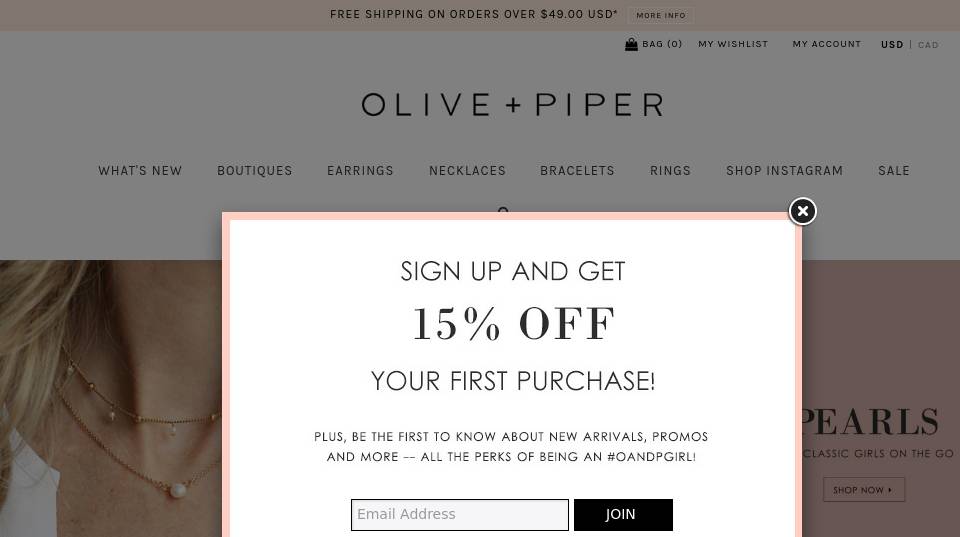 FREE SHIPPING ON ORDERS OVER $49.00 USD* MORE INFO
BAG (0) MY WISHLIST MY ACCOUNT USD | CAD
OLIVE + PIPER
WHAT'S NEW BOUTIQUES EARRINGS NECKLACES BRACELETS RINGS SHOP INSTAGRAM SALE
SIGN UP AND GET
15% OFF
YOUR FIRST PURCHASE!
PLUS, BE THE FIRST TO KNOW ABOUT NEW ARRIVALS, PROMOS
AND MORE –– ALL THE PERKS OF BEING AN #OANDPGIRL!
Email Address JOIN
PEARLS
CLASSIC GIRLS ON THE GO
SHOP NOW